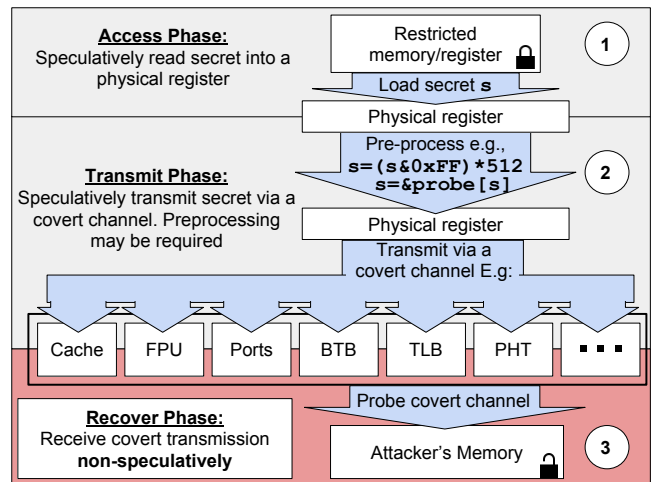 Access Phase:
Speculatively read secret into a
physical register
Restricted
memory/register
1
Load secret s
Physical register
Pre-process e.g.,
s=(s&0xFF)*512
s=&probe[s]
2
Transmit Phase:
Speculatively transmit secret via a
covert channel. Preprocessing
may be required
Physical register
Transmit via a
covert channel E.g:
Cache
FPU
Ports
BTB
TLB
PHT
...
Probe covert channel
Recover Phase:
Receive covert transmission
non-speculatively
Attacker's Memory
3